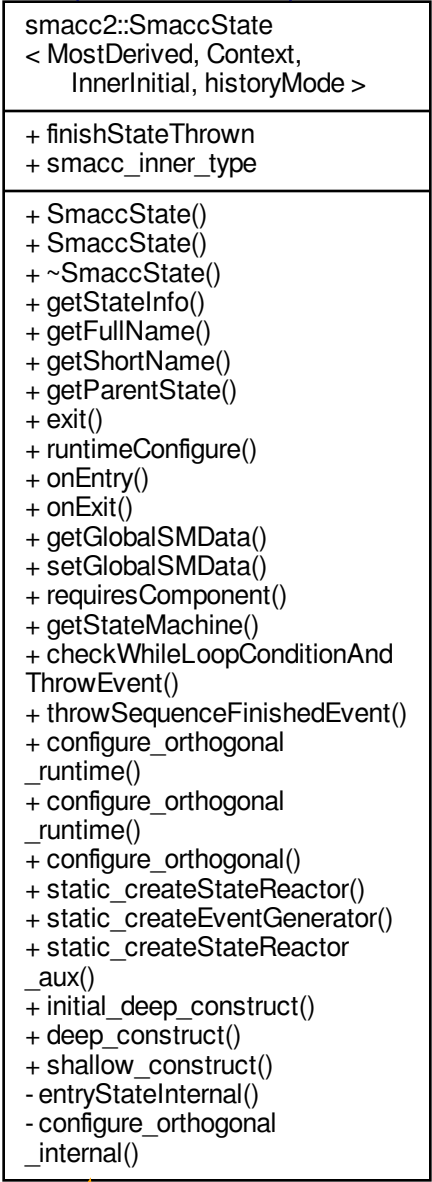 smacc2::SmaccState
< MostDerived, Context,
InnerInitial, historyMode >
+ finishStateThrown
+ smacc_inner_type
+ SmaccState()
+ SmaccState()
+ ~SmaccState()
+ getStateInfo()
+ getFullName()
+ getShortName()
+ getParentState()
+ exit()
+ runtimeConfigure()
+ onEntry()
+ onExit()
+ getGlobalSMData()
+ setGlobalSMData()
+ requiresComponent()
+ getStateMachine()
+ checkWhileLoopConditionAnd
ThrowEvent()
+ throwSequenceFinishedEvent()
+ configure_orthogonal
_runtime()
+ configure_orthogonal
_runtime()
+ configure_orthogonal()
+ static_createStateReactor()
+ static_createEventGenerator()
+ static_createStateReactor
_aux()
+ initial_deep_construct()
+ deep_construct()
+ shallow_construct()
- entryStateInternal()
- configure_orthogonal
_internal()